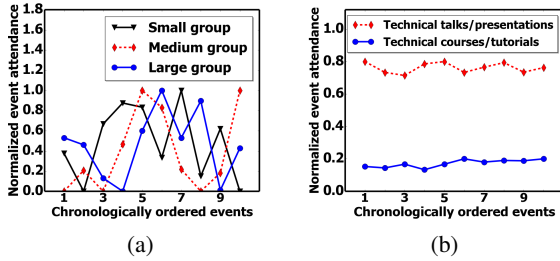 Normalized event attendance
1.8
1.6
1.4
1.2
1.0
0.8
0.6
0.4
0.2
0.0
Small group
Medium group
Large group
1 3 5 7 9
Chronologically ordered events
(a)
Normalized event attendance
1.0
0.8
0.6
0.4
0.2
0.0
Technical talks/presentations
Technical courses/tutorials
1 3 5 7 9
Chronologically ordered events
(b)